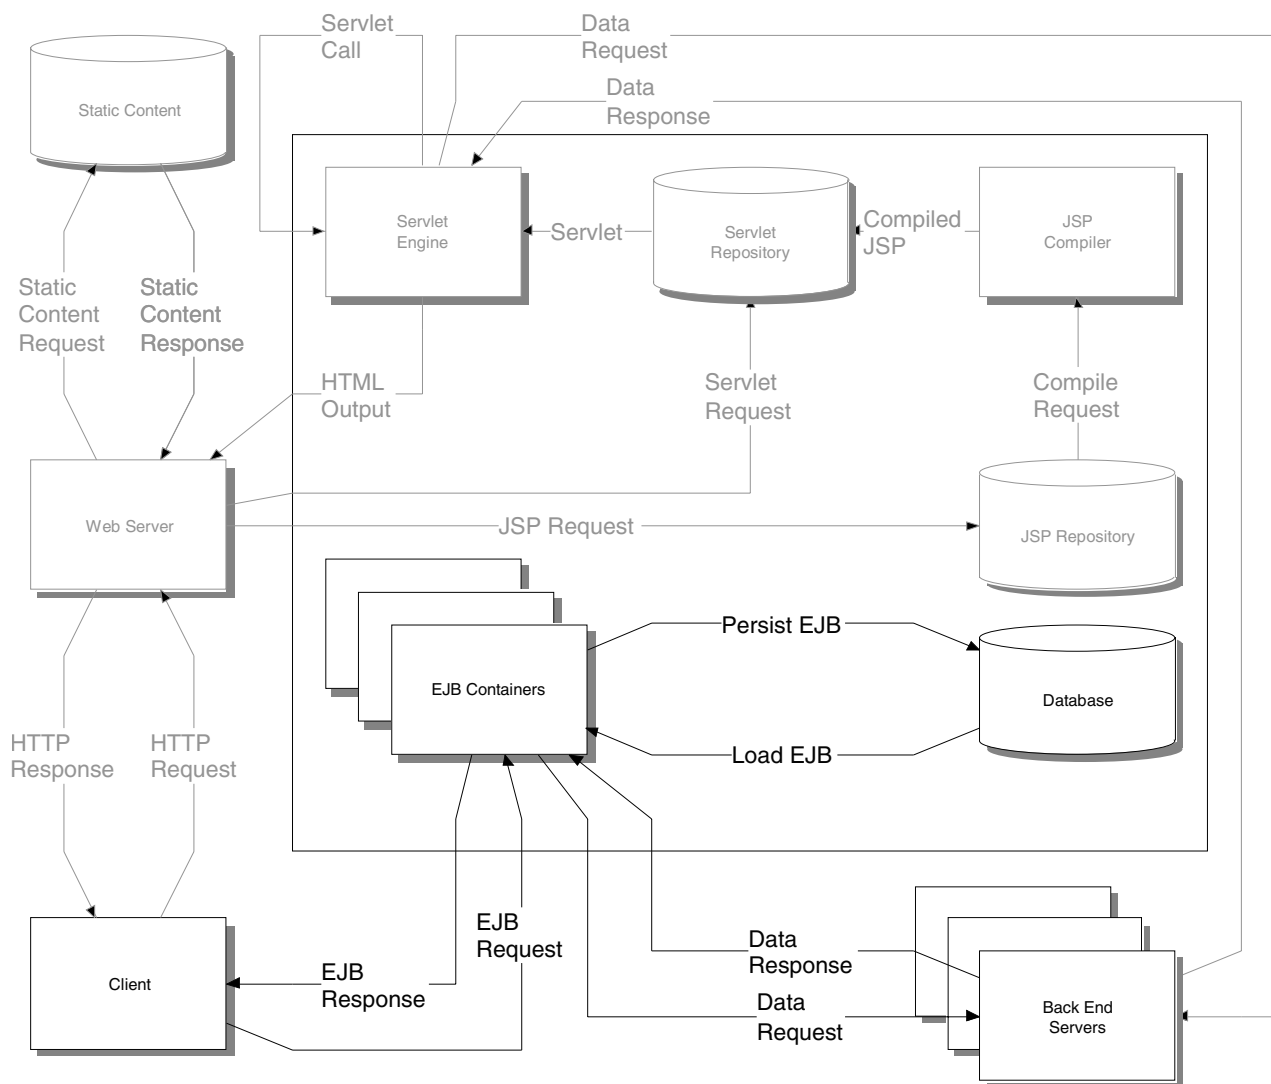 Servlet
Call
Data
Request
Data
Response
Static Content
Servlet
Engine
Servlet
Servlet
Repository
Compiled
JSP
JSP
Compiler
Static
Content
Request
Static
Content
Response
HTML
Output
Servlet
Request
Compile
Request
Web Server
JSP Request
JSP Repository
Persist EJB
EJB Containers
Database
Load EJB
HTTP
Response
HTTP
Request
EJB
Request
EJB
Response
Client
Data
Response
Data
Request
Back End
Servers